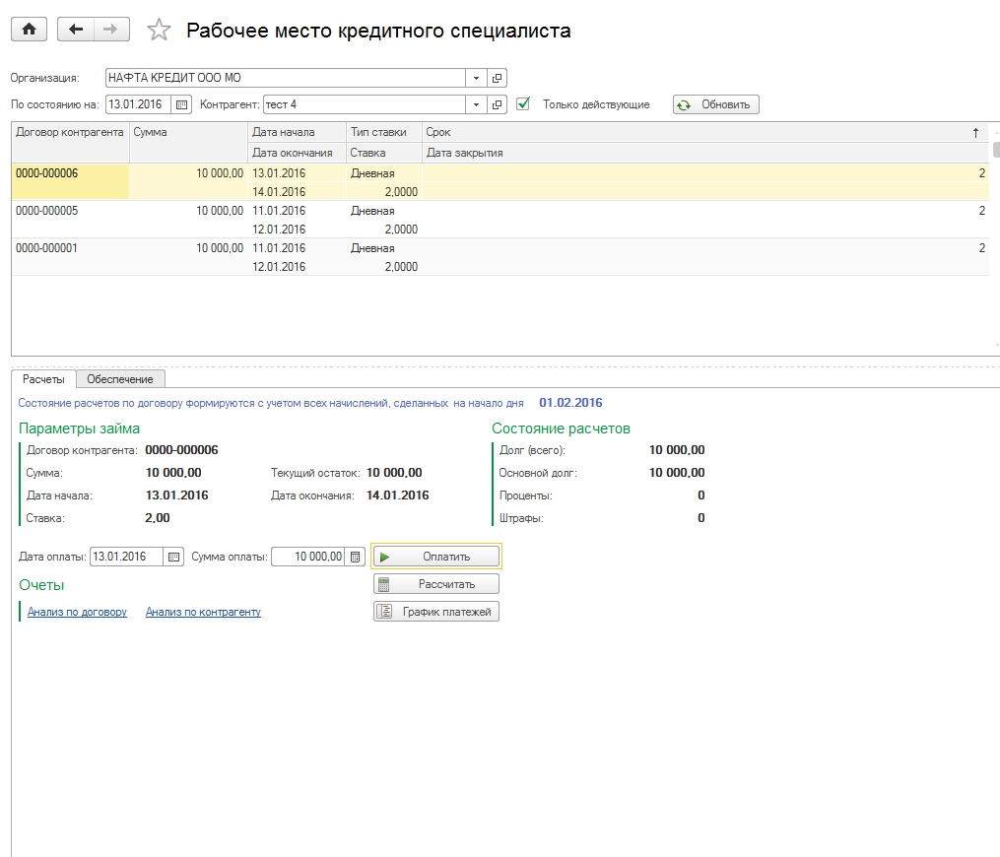 Рабочее место кредитного специалиста
Организация: НАФТА КРЕДИТ ООО МО
По состоянию на: 13.01.2016 Контрагент: тест 4 Только действующие Обновить
Договор контрагента Сумма Дата начала Тип ставки Срок ↑
Дата окончания Ставка Дата закрытия
0000-000006 10 000,00 13.01.2016 Дневная 2
14.01.2016 2,0000
0000-000005 10 000,00 11.01.2016 Дневная 2
12.01.2016 2,0000
0000-000001 10 000,00 11.01.2016 Дневная 2
12.01.2016 2,0000
Расчеты Обеспечение
Состояние расчетов по договору формируются с учетом всех начислений, сделанных на начало дня 01.02.2016
Параметры займа Состояние расчетов
Договор контрагента: 0000-000006 Долг (всего): 10 000,00
Сумма: 10 000,00 Текущий остаток: 10 000,00 Основной долг: 10 000,00
Дата начала: 13.01.2016 Дата окончания: 14.01.2016 Проценты: 0
Ставка: 2,00 Штрафы: 0
Дата оплаты: 13.01.2016 Сумма оплаты: 10 000,00 Оплатить
Очеты Рассчитать
Анализ по договору Анализ по контрагенту График платежей